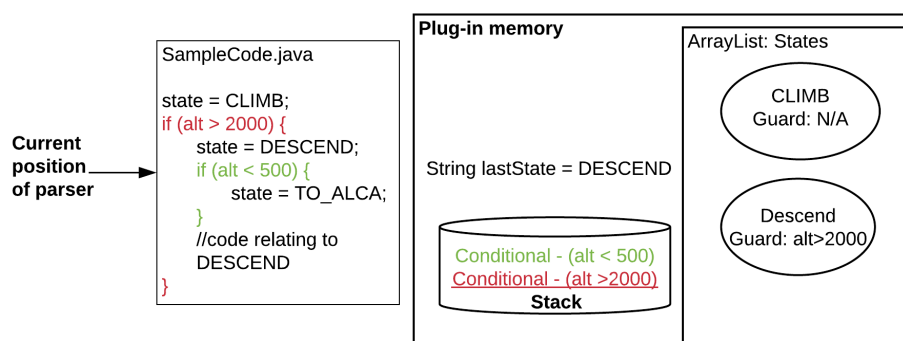 Current
position
of parser
SampleCode.java
state = CLIMB;
if (alt > 2000) {
state = DESCEND;
if (alt < 500) {
state = TO_ALCA;
}
//code relating to
DESCEND
}
Plug-in memory
String lastState = DESCEND
Conditional - (alt < 500)
Conditional - (alt >2000)
Stack
ArrayList: States
CLIMB
Guard: N/A
Descend
Guard: alt>2000